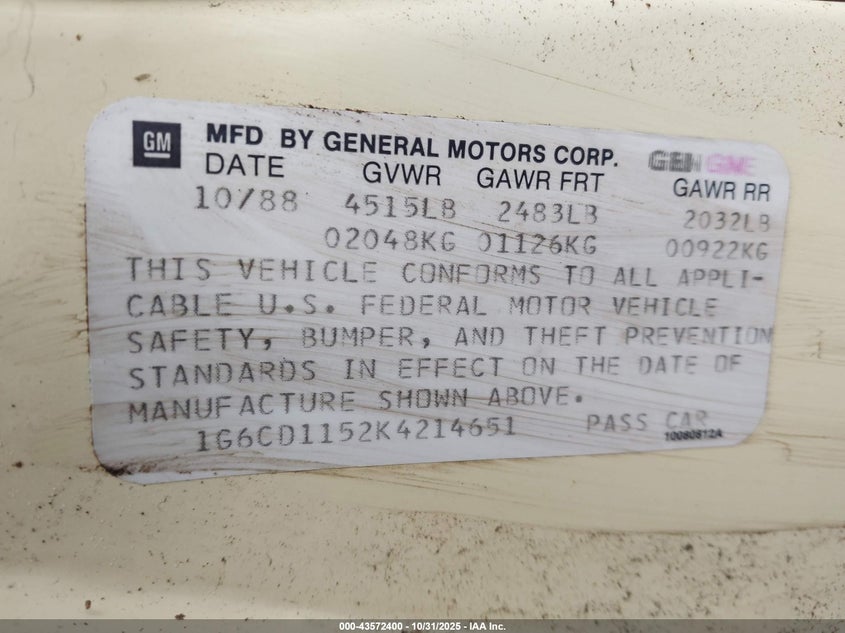 GM MFD BY GENERAL MOTORS CORP. GEN GME
DATE GVWR GAWR FRT GAWR RR
10/88 4515LB 2483LB 2032LB
02048KG 01126KG 00922KG
THIS VEHICLE CONFORMS TO ALL APPLI-
CABLE U.S. FEDERAL MOTOR VEHICLE
SAFETY, BUMPER, AND THEFT PREVENTION
STANDARDS IN EFFECT ON THE DATE OF
MANUFACTURE SHOWN ABOVE.
1G6CD1152K4214651 PASS CAR
10080812A
000-43572400 - 10/31/2025 - IAA Inc.